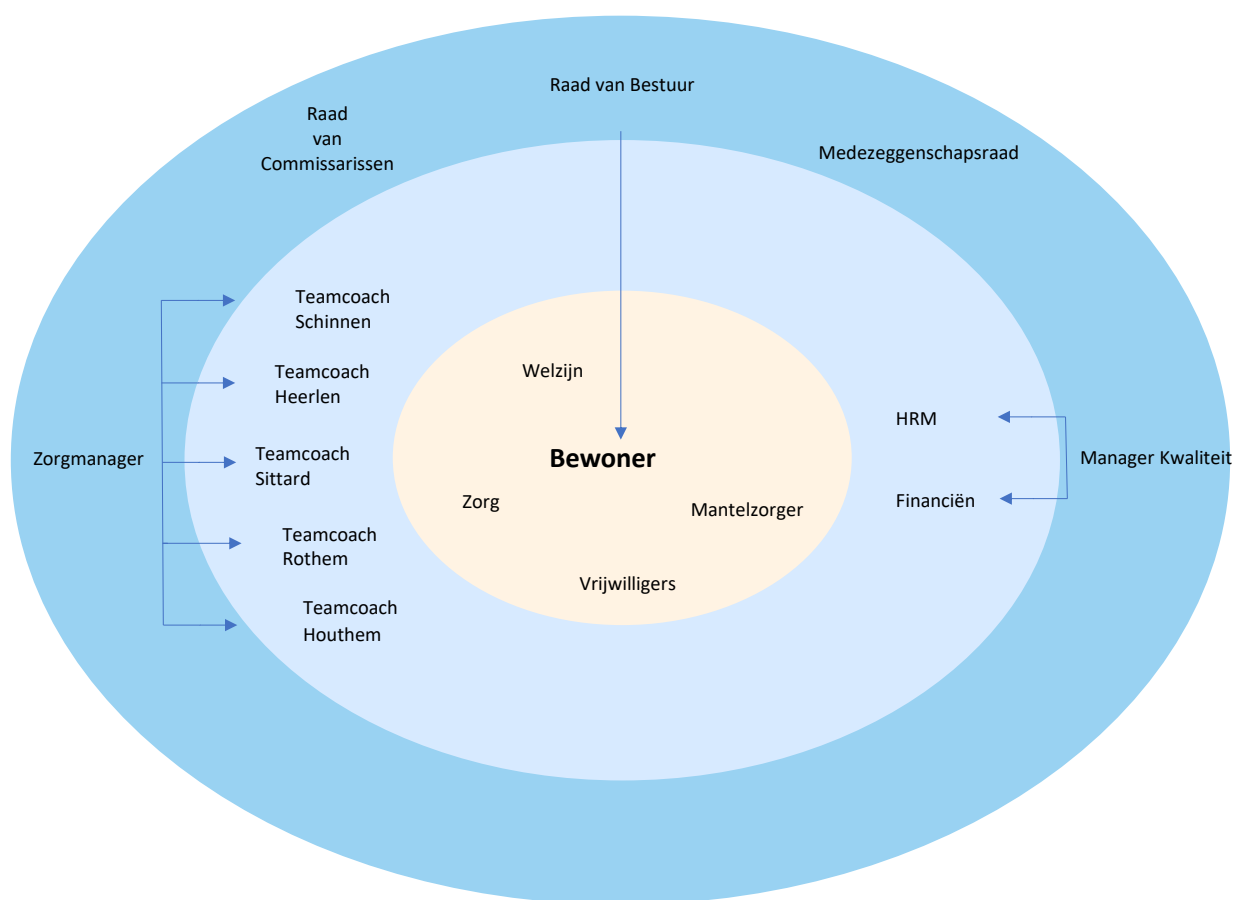 Raad van Bestuur
Raad
van
Commissarissen
Medezeggenschapsraad
Teamcoach
Schinnen
Welzijn
Teamcoach
Heerlen
HRM
Zorgmanager
Teamcoach
Sittard
Bewoner
Manager Kwaliteit
Zorg
Mantelzorger
Financiën
Teamcoach
Rothem
Vrijwilligers
Teamcoach
Houthem